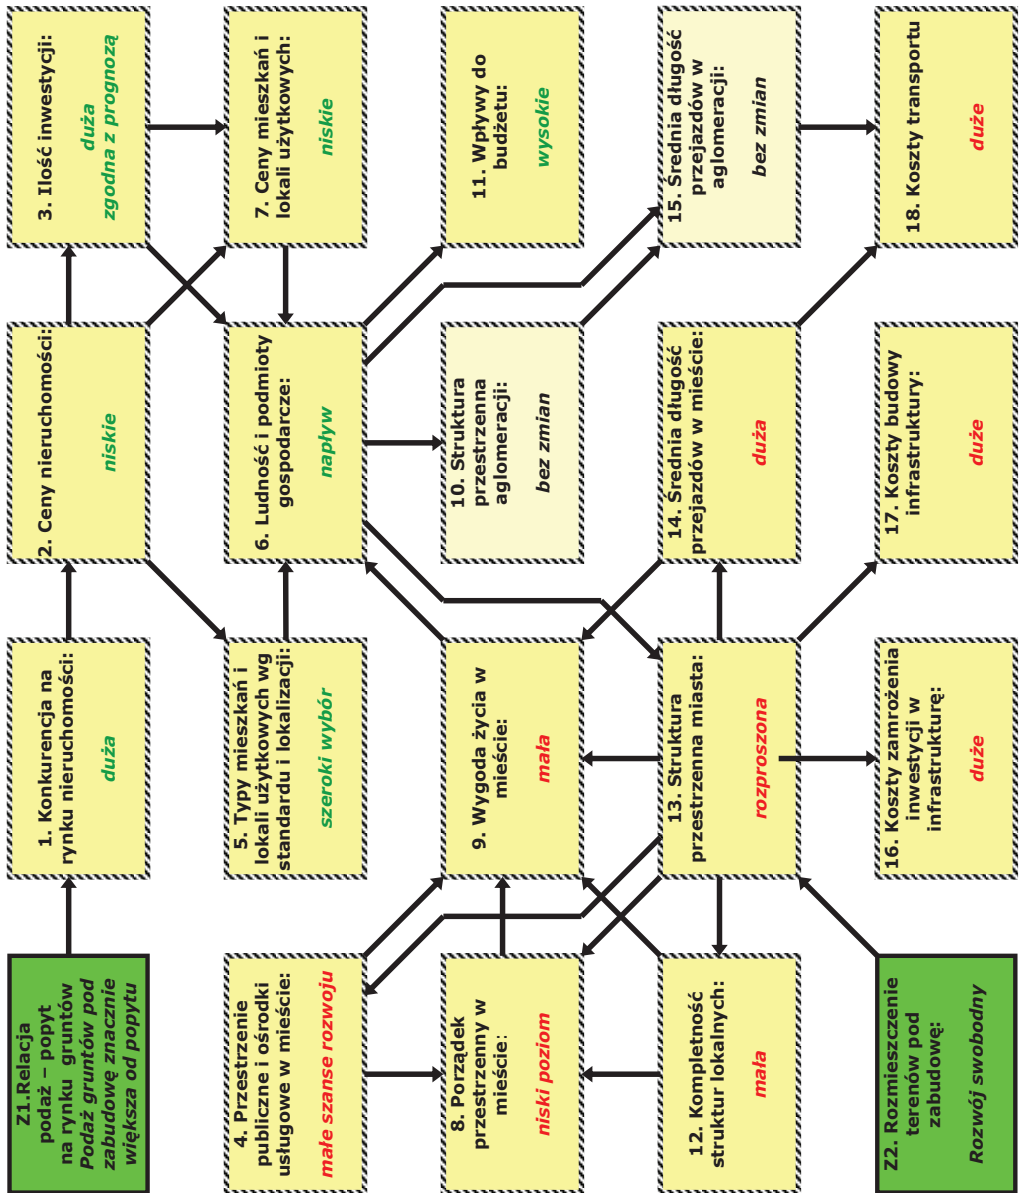 Z1.Relacja
podaż – popyt
na rynku gruntów
Podaż gruntów pod
zabudowę znacznie
większa od popytu
1. Konkurencja na
rynku nieruchomości:
duża
2. Ceny nieruchomości:
niskie
3. Ilość inwestycji:
duża
zgodna z prognozą
4. Przestrzenie
publiczne i ośrodki
usługowe w mieście:
małe szanse rozwoju
5. Typy mieszkań i
lokali użytkowych wg
standardu i lokalizacji:
szeroki wybór
6. Ludność i podmioty
gospodarcze:
napływ
7. Ceny mieszkań i
lokali użytkowych:
niskie
8. Porządek
przestrzenny w
mieście:
niski poziom
9. Wygoda życia w
mieście:
mała
10. Struktura
przestrzenna
aglomeracji:
bez zmian
11. Wpływy do
budżetu:
wysokie
12. Kompletność
struktur lokalnych:
mała
13. Struktura
przestrzenna miasta:
rozproszona
14. Średnia długość
przejazdów w mieście:
duża
15. Średnia długość
przejazdów w
aglomeracji:
bez zmian
Z2. Rozmieszczenie
terenów pod
zabudowę:
Rozwój swobodny
16. Koszty zamrożenia
inwestycji w
infrastrukturę:
duże
17. Koszty budowy
infrastruktury:
duże
18. Koszty transportu
duże